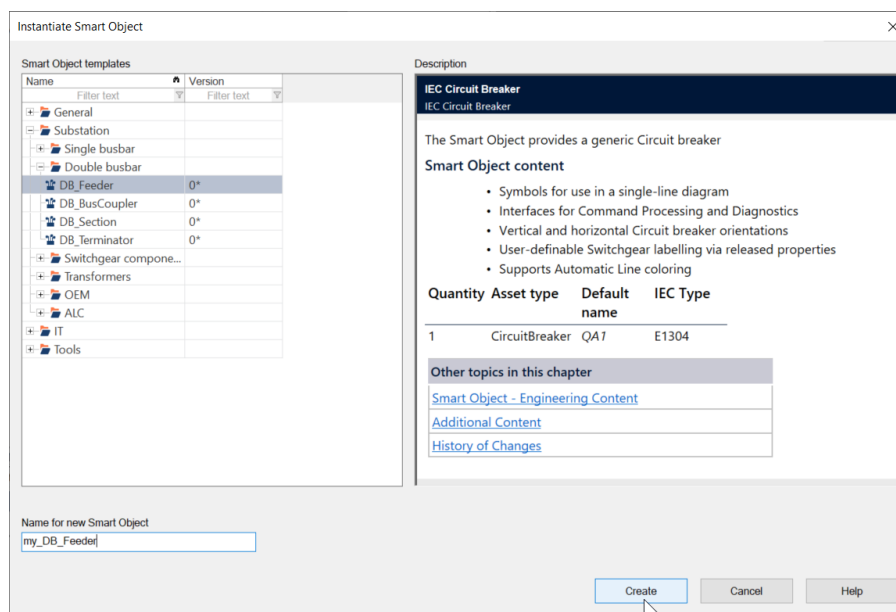 Instantiate Smart Object
Smart Object templates
Name Version
Filter text Filter text
General
Substation
Single busbar
Double busbar
DB_Feeder 0*
DB_BusCoupler 0*
DB_Section 0*
DB_Terminator 0*
Switchgear compone...
Transformers
OEM
ALC
IT
Tools
Description
IEC Circuit Breaker
IEC Circuit Breaker
The Smart Object provides a generic Circuit breaker
Smart Object content
• Symbols for use in a single-line diagram
• Interfaces for Command Processing and Diagnostics
• Vertical and horizontal Circuit breaker orientations
• User-definable Switchgear labelling via released properties
• Supports Automatic Line coloring
Quantity Asset type Default name IEC Type
1 CircuitBreaker QA1 E1304
Other topics in this chapter
Smart Object - Engineering Content
Additional Content
History of Changes
Name for new Smart Object
my_DB_Feeder
Create Cancel Help